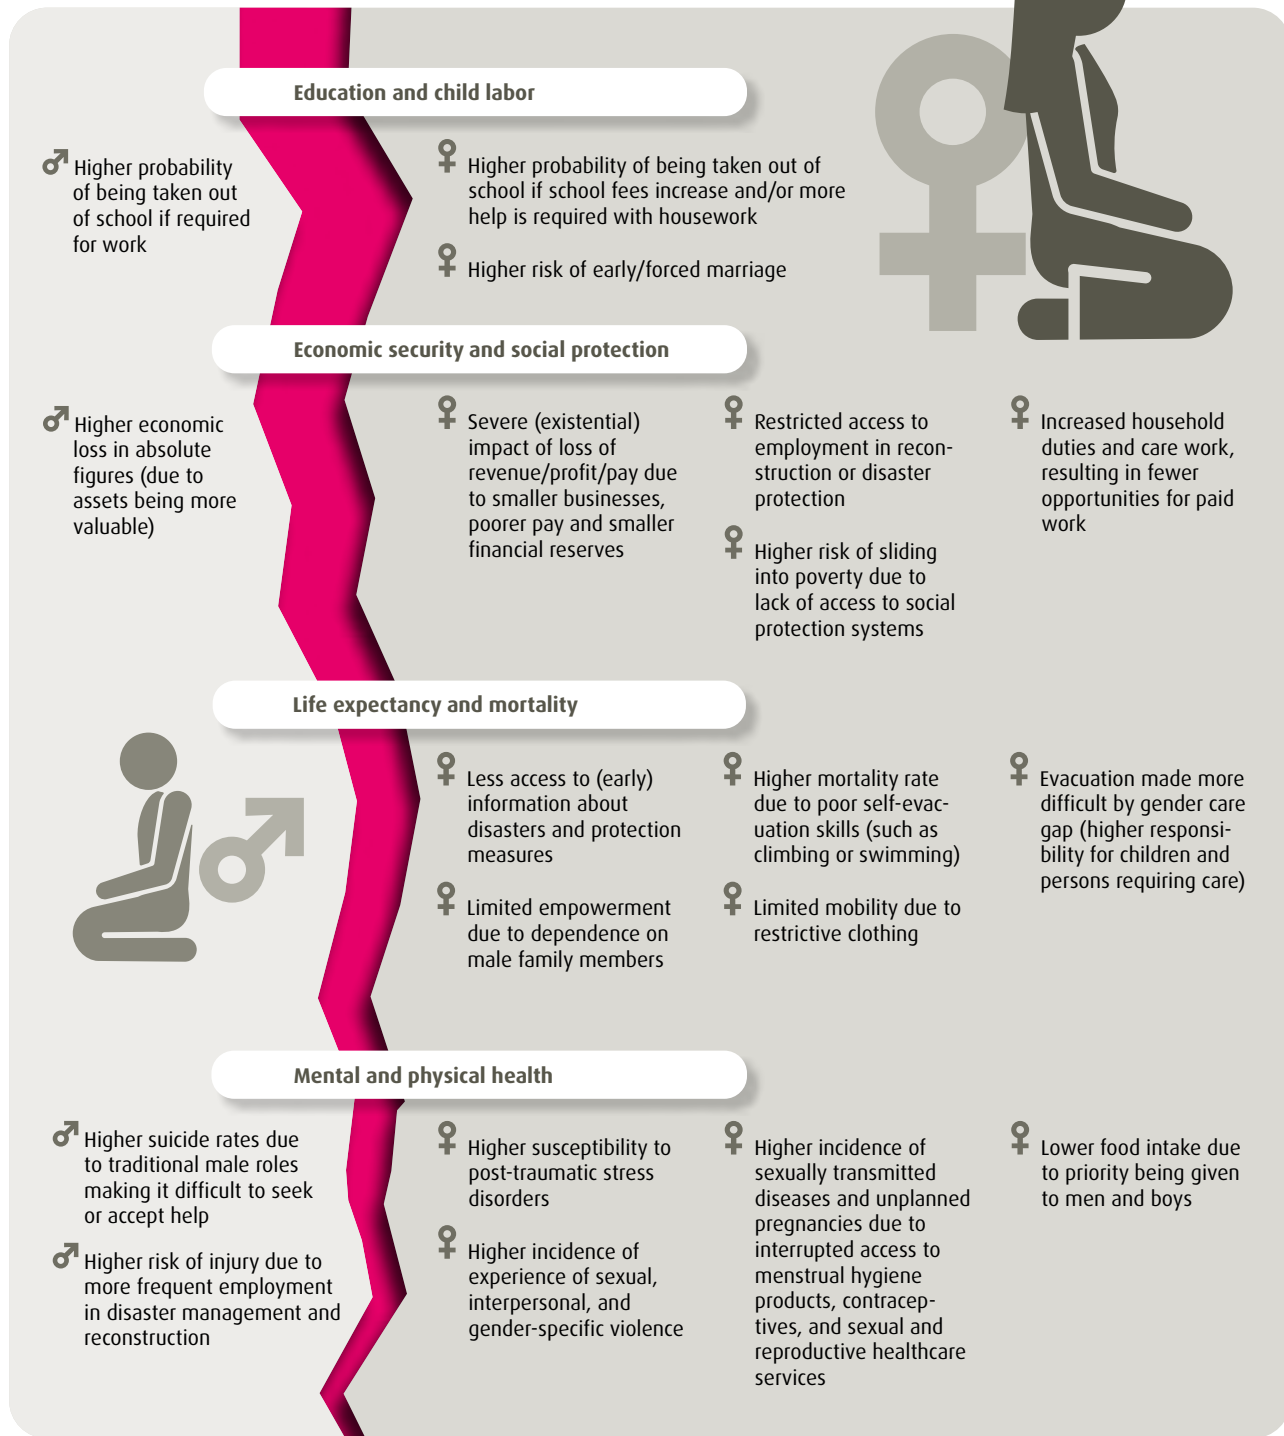 Education and child labor
Higher probability
of being taken out
of school if required
for work
Higher probability of being taken out of
school if school fees increase and/or more
help is required with housework
Higher risk of early/forced marriage
Economic security and social protection
Higher economic
loss in absolute
figures (due to
assets being more
valuable)
Severe (existential)
impact of loss of
revenue/profit/pay due
to smaller businesses,
poorer pay and smaller
financial reserves
Restricted access to
employment in recon-
struction or disaster
protection
Higher risk of sliding
into poverty due to
lack of access to social
protection systems
Increased household
duties and care work,
resulting in fewer
opportunities for paid
work
Life expectancy and mortality
Less access to (early)
information about
disasters and protection
measures
Limited empowerment
due to dependence on
male family members
Higher mortality rate
due to poor self-evac-
uation skills (such as
climbing or swimming)
Limited mobility due to
restrictive clothing
Evacuation made more
difficult by gender care
gap (higher responsi-
bility for children and
persons requiring care)
Mental and physical health
Higher suicide rates due
to traditional male roles
making it difficult to seek
or accept help
Higher risk of injury due to
more frequent employment
in disaster management and
reconstruction
Higher susceptibility to
post-traumatic stress
disorders
Higher incidence of
experience of sexual,
interpersonal, and
gender-specific violence
Higher incidence of
sexually transmitted
diseases and unplanned
pregnancies due to
interrupted access to
menstrual hygiene
products, contracep-
tives, and sexual and
reproductive healthcare
services
Lower food intake due
to priority being given
to men and boys